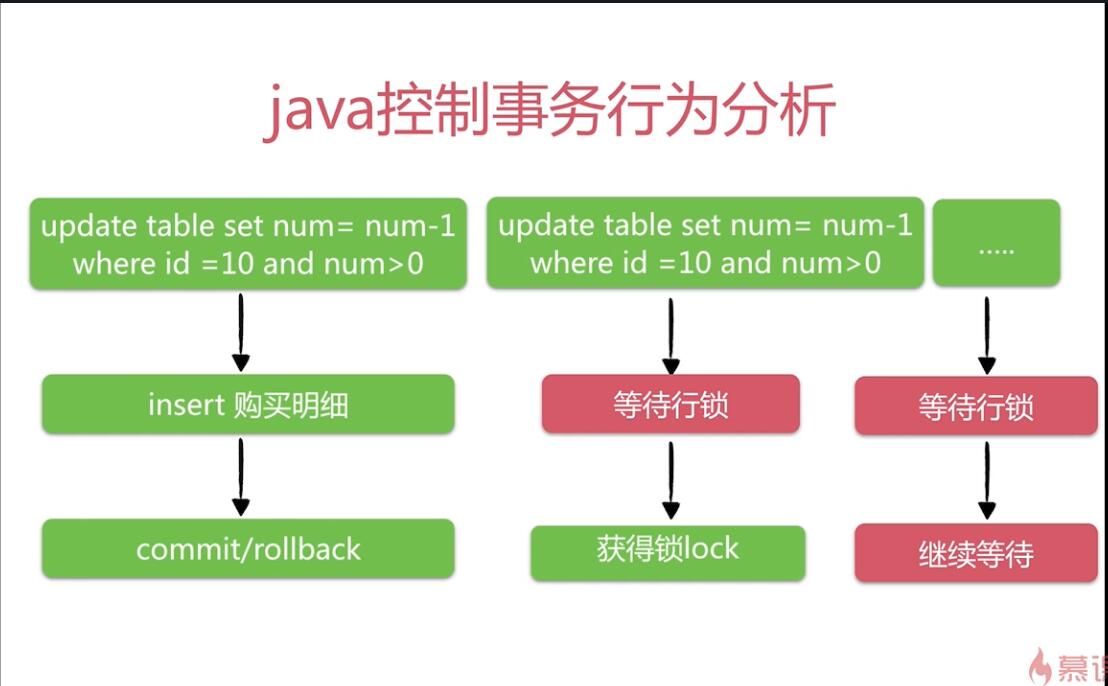 java控制事务行为分析
update table set num= num-1
where id =10 and num>0
update table set num= num-1
where id =10 and num>0
.....
insert 购买明细
等待行锁
等待行锁
commit/rollback
获得锁lock
继续等待
慕